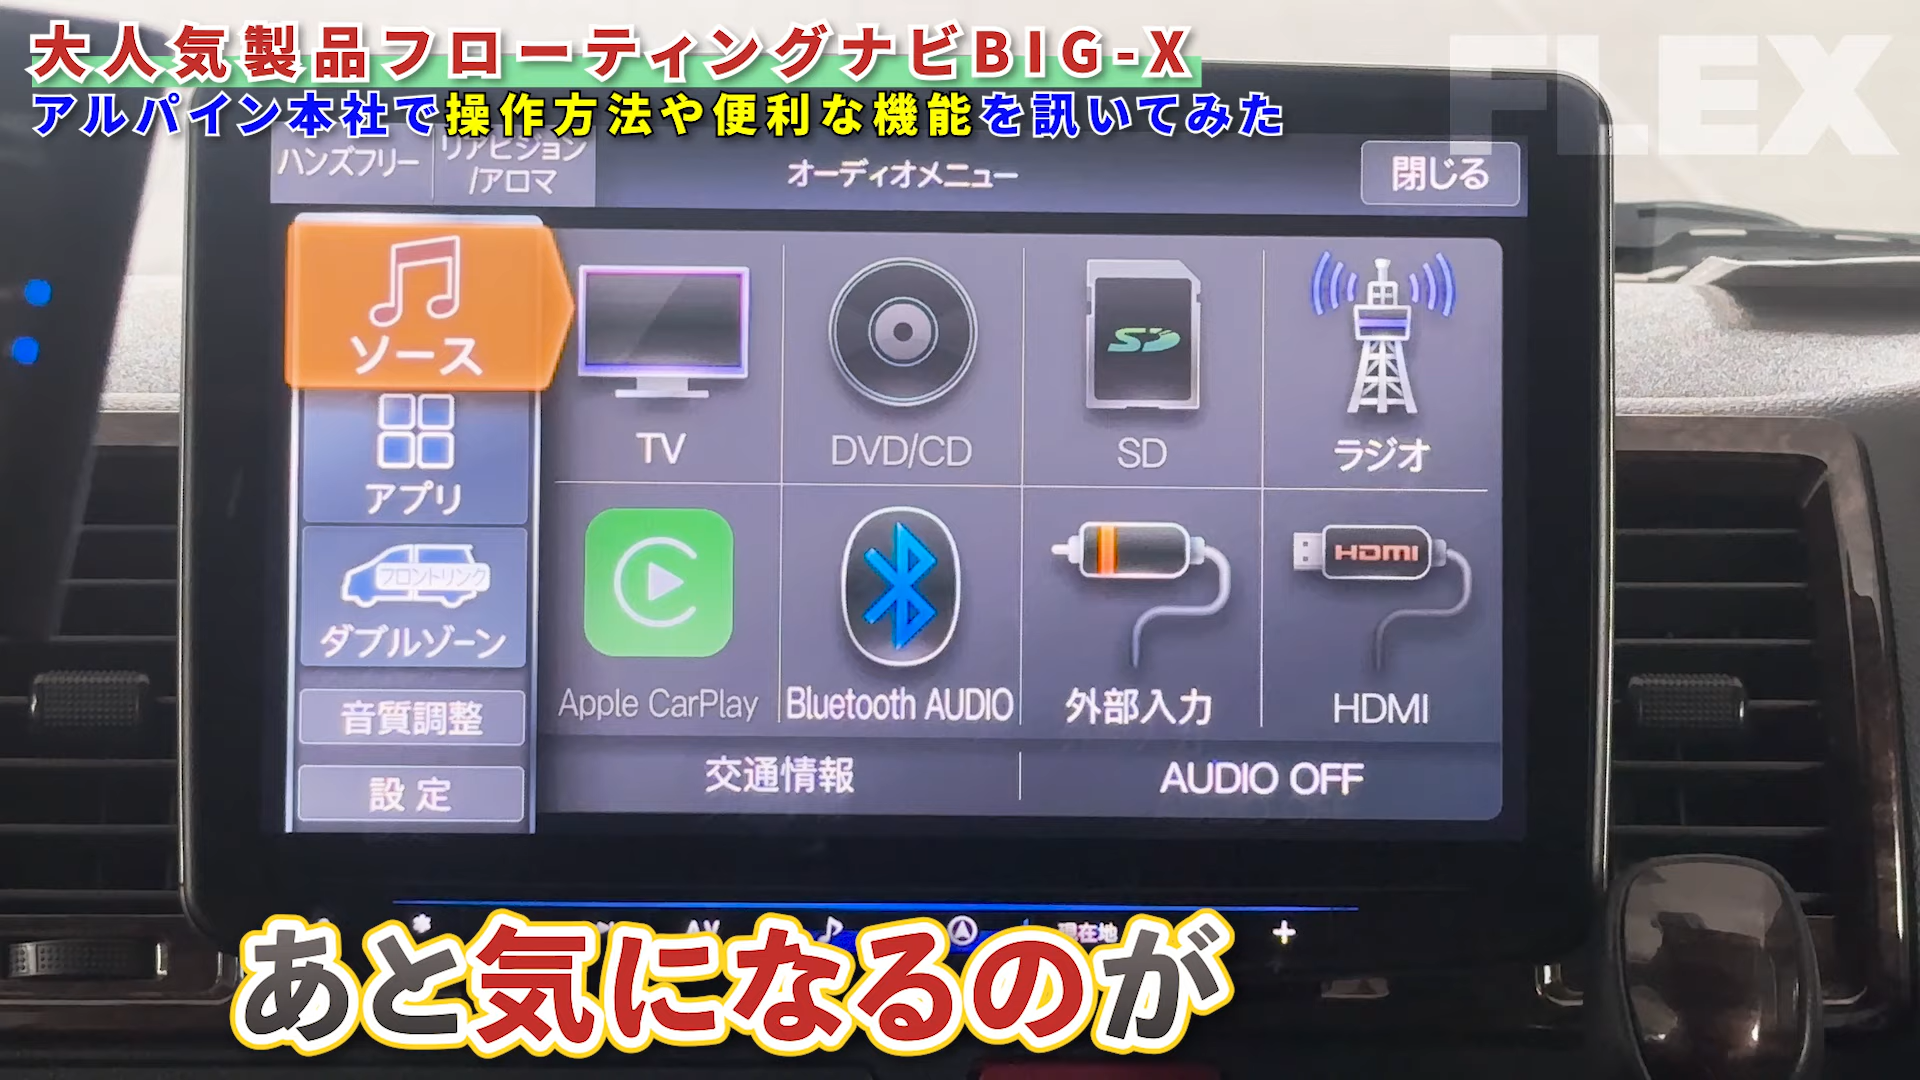 大人気製品フローティングナビBIG-X
アルパイン本社で操作方法や便利な機能を訊いてみた
FLEX
ハンズフリー
リアビジョン
/アロマ
オーディオメニュー
閉じる
ソース
アプリ
フロントリンク
ダブルゾーン
音質調整
設定
TV
DVD/CD
SD
SD
ラジオ
Apple CarPlay
Bluetooth AUDIO
外部入力
HDMI
HDMI
交通情報
AUDIO OFF
AV
現在地
あと気になるのが